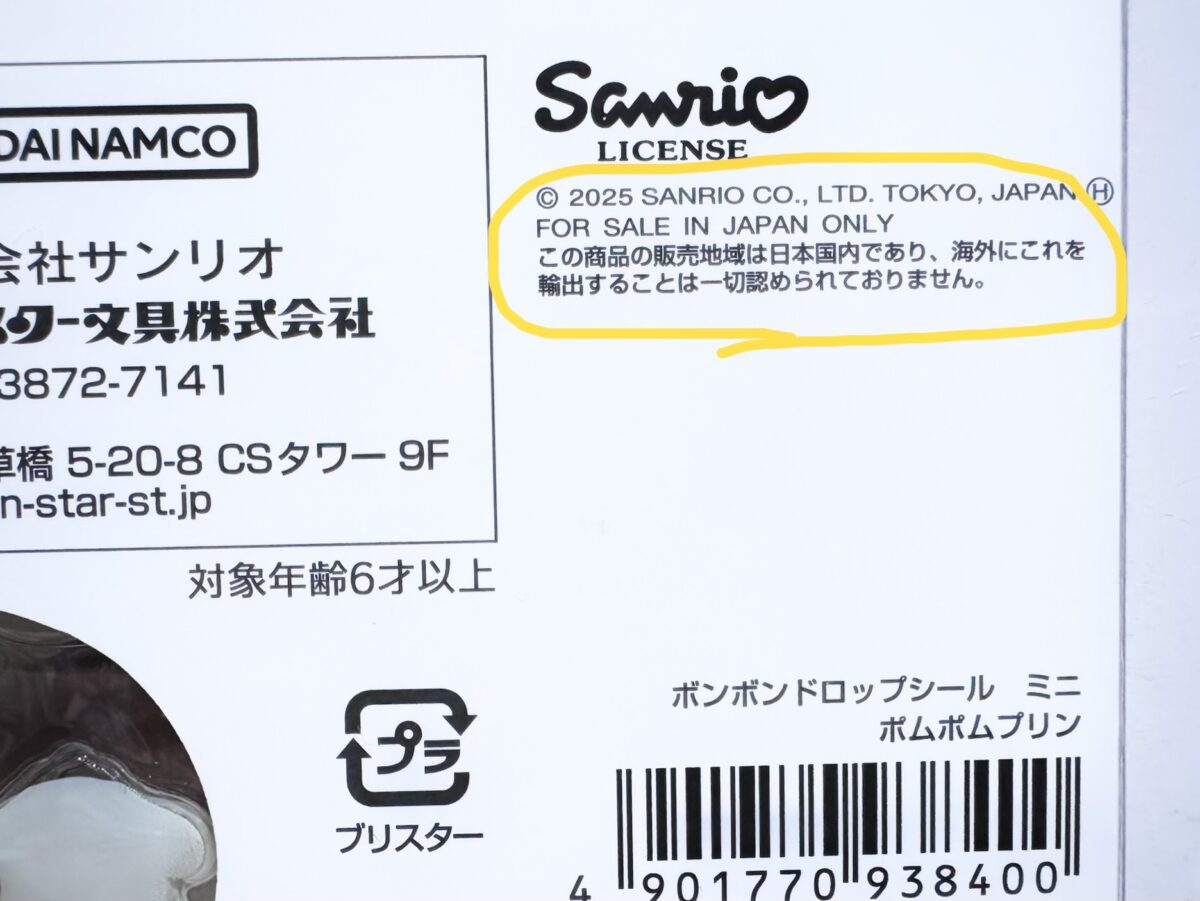 DAI NAMCO
会社サンリオ
スター文具株式会社
3872-7141
草橋 5-20-8 CSタワー 9F
n-star-st.jp
Sanrio
LICENSE
© 2025 SANRIO CO., LTD. TOKYO, JAPAN Ⓗ
FOR SALE IN JAPAN ONLY
この商品の販売地域は日本国内であり、海外にこれを
輸出することは一切認められておりません。
対象年齢6才以上
プラ
ブリスター
ボンボンドロップシール ミニ
ポムポムプリン
4 901770 938400